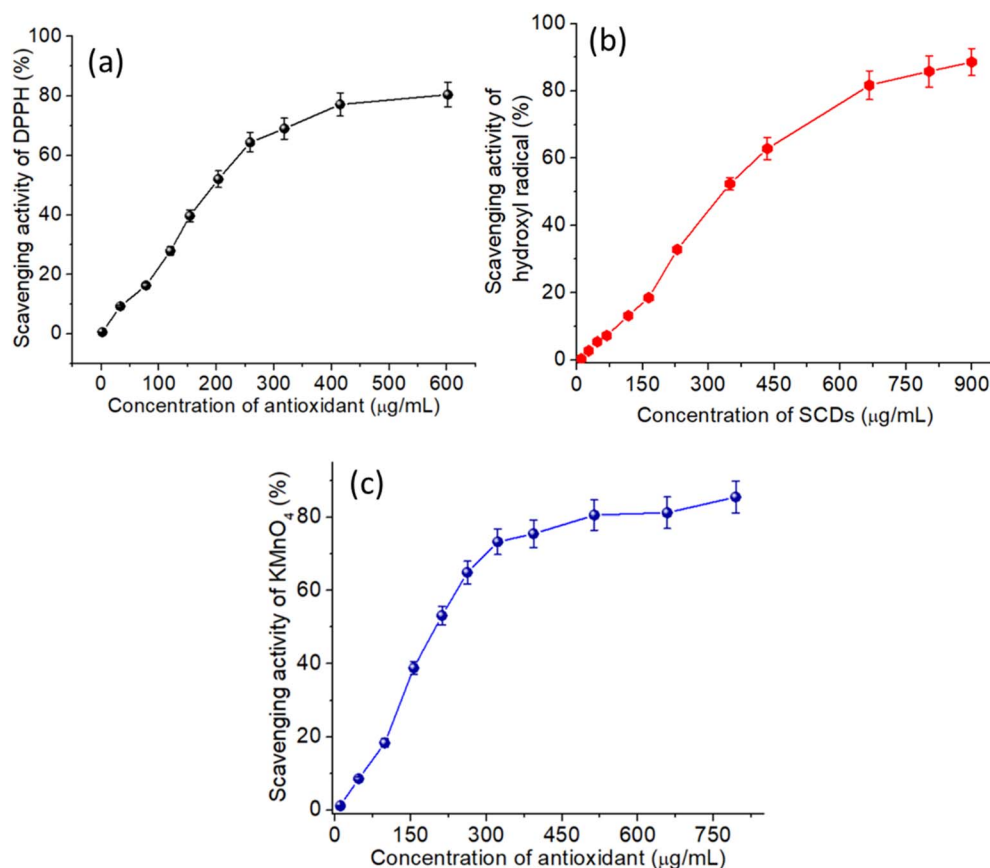 (a)
Scavenging activity of DPPH (%)
100
80
60
40
20
0
0 100 200 300 400 500 600
Concentration of antioxidant (μg/mL)
(b)
Scavenging activity of
hydroxyl radical (%)
100
80
60
40
20
0
0 150 300 450 600 750 900
Concentration of SCDs (μg/mL)
(c)
Scavenging activity of KMnO₄ (%)
80
60
40
20
0
0 150 300 450 600 750
Concentration of antioxidant (μg/mL)